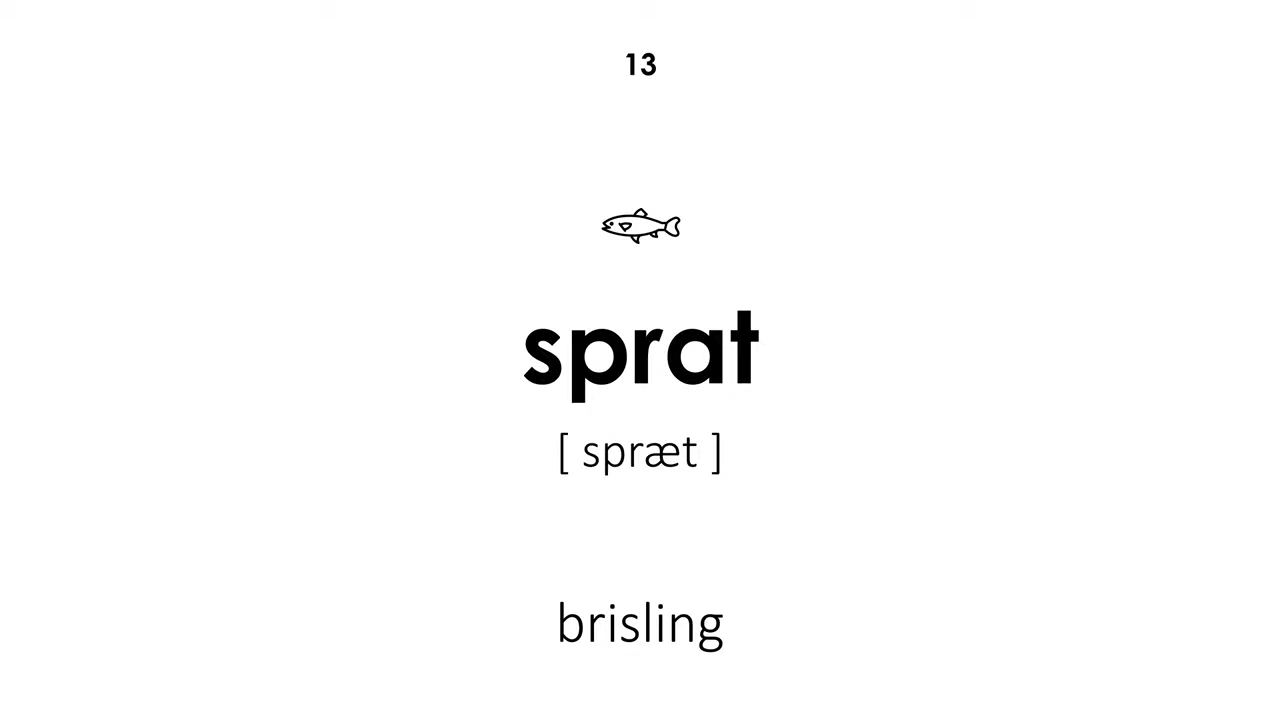 13
sprat
[ spræt ]
brisling